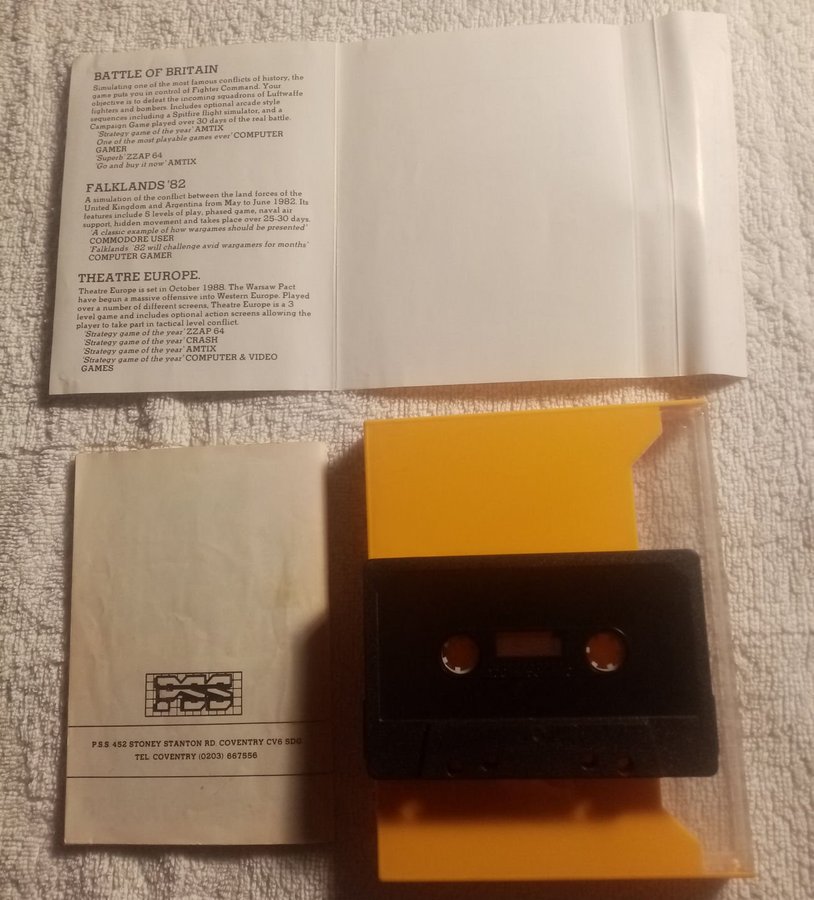 BATTLE OF BRITAIN
Simulating one of the most famous conflicts of history, the
game puts you in control of Fighter Command. Your
objective is to defeat the incoming squadrons of Luftwaffe
fighters and bombers. Includes optional arcade style
sequences including a Spitfire flight simulator, and a
Campaign Game played over 30 days of the real battle.
'Strategy game of the year' AMTIX
'One of the most playable games ever' COMPUTER
GAMER
'Superb' ZZAP 64
'Go and buy it now' AMTIX
FALKLANDS '82
A simulation of the conflict between the land forces of the
United Kingdom and Argentina from May to June 1982. Its
features include 5 levels of play, phased game, naval air
support, hidden movement and takes place over 25-30 days.
'A classic example of how wargames should be presented'
COMMODORE USER
'Falklands '82 will challenge avid wargamers for months'
COMPUTER GAMER
THEATRE EUROPE.
Theatre Europe is set in October 1988. The Warsaw Pact
have begun a massive offensive into Western Europe. Played
over a number of different screens, Theatre Europe is a 3
level game and includes optional action screens allowing the
player to take part in tactical level conflict.
'Strategy game of the year' ZZAP 64
'Strategy game of the year' CRASH
'Strategy game of the year' AMTIX
'Strategy game of the year' COMPUTER & VIDEO
GAMES
PSS
P.S.S. 452 STONEY STANTON RD. COVENTRY CV6 5DG
TEL. COVENTRY (0203) 667556